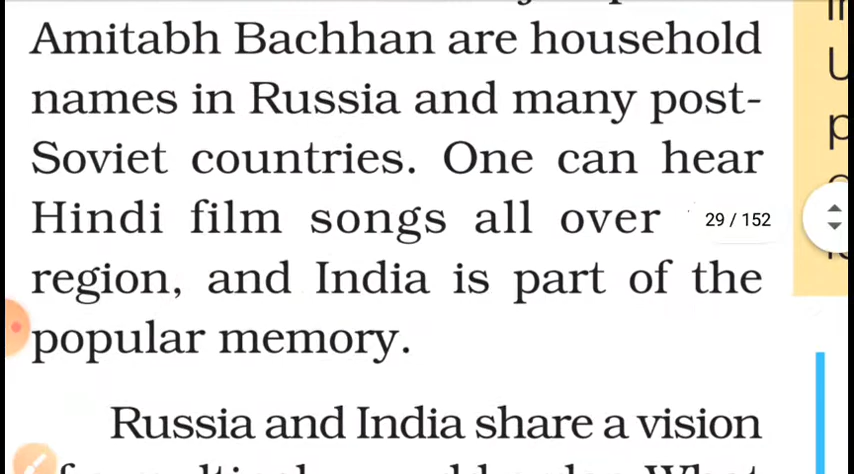 Amitabh Bachhan are household
names in Russia and many post-
Soviet countries. One can hear
Hindi film songs all over
29 / 152
region, and India is part of the
popular memory.
Russia and India share a vision